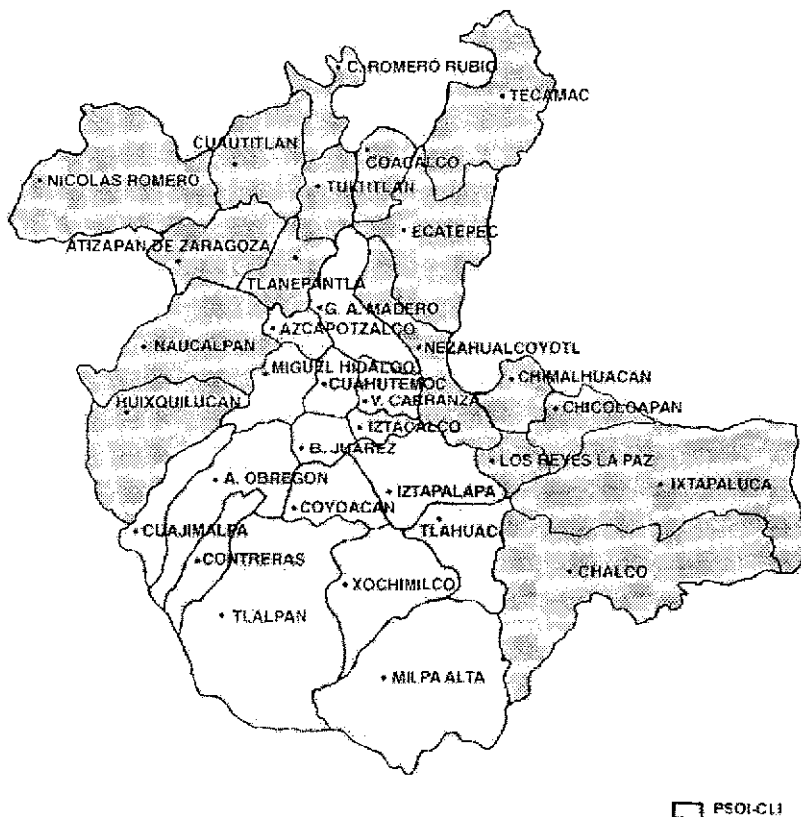 C. ROMERO RUBIO
TECAMAC
CUAUTITLAN
COACALCO
NICOLAS ROMERO
TULTITLAN
ECATEPEC
ATIZAPAN DE ZARAGOZA
TLANEPANTLA
G. A. MADERO
AZCAPOTZALCO
NAUCALPAN
NEZAHUALCOYOTL
MIGUEL HIDALGO
CHIMALHUACAN
CUAHUTEMOC
HUIXQUILUCAN
V. CARRANZA
CHICOLOAPAN
IZTACALCO
B. JUAREZ
LOS REYES LA PAZ
A. OBREGON
IZTAPALAPA
IXTAPALUCA
COYOACAN
CUAJIMALPA
TLAHUAC
CONTRERAS
CHALCO
XOCHIMILCO
TLALPAN
MILPA ALTA